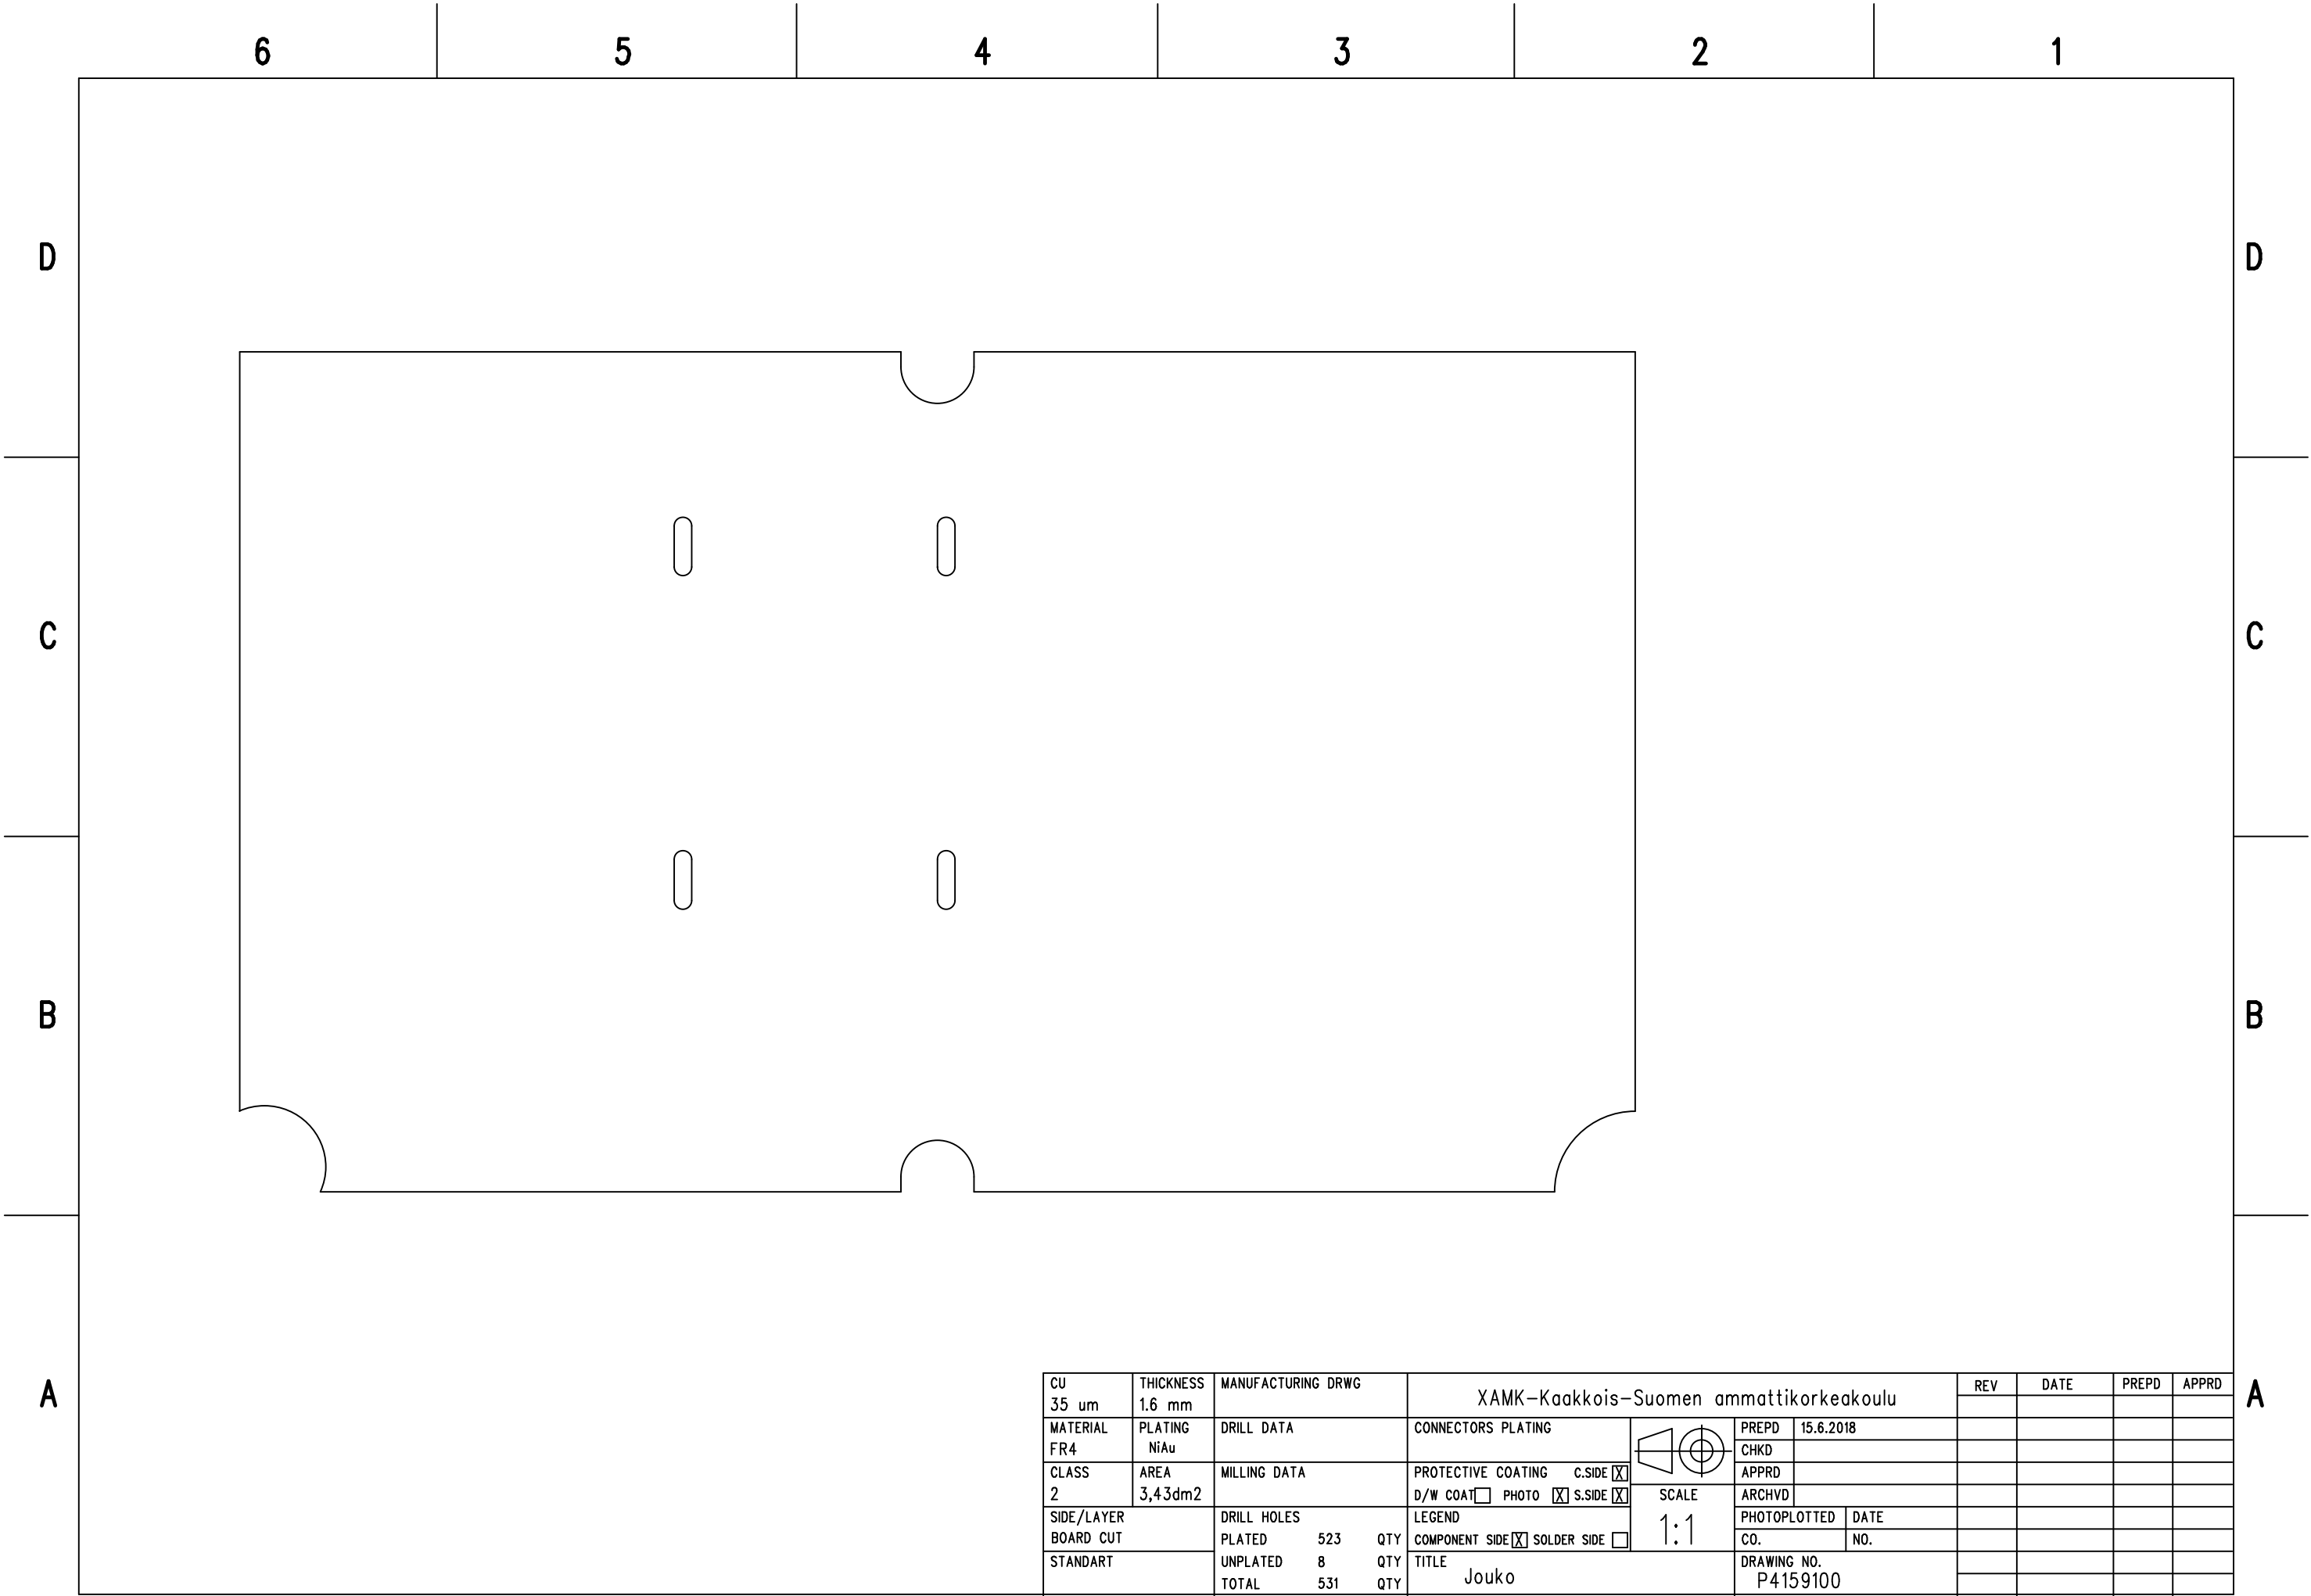 6 5 4 3 2 1
D D
C C
B B
A A
CU THICKNESS MANUFACTURING DRWG
35 um 1.6 mm
XAMK-Kaakkois-Suomen ammattikorkeakoulu
REV DATE PREPD APPRD
MATERIAL PLATING DRILL DATA CONNECTORS PLATING PREPD 15.6.2018
FR4 NiAu
CHKD
CLASS AREA MILLING DATA PROTECTIVE COATING C.SIDE X APPRD
2 3,43dm2 D/W COAT PHOTO X S.SIDE X SCALE ARCHVD
SIDE/LAYER DRILL HOLES LEGEND 1:1 PHOTOPLOTTED DATE
BOARD CUT PLATED 523 QTY COMPONENT SIDE X SOLDER SIDE CO. NO.
STANDART UNPLATED 8 QTY TITLE DRAWING NO.
TOTAL 531 QTY Jouko P4159100